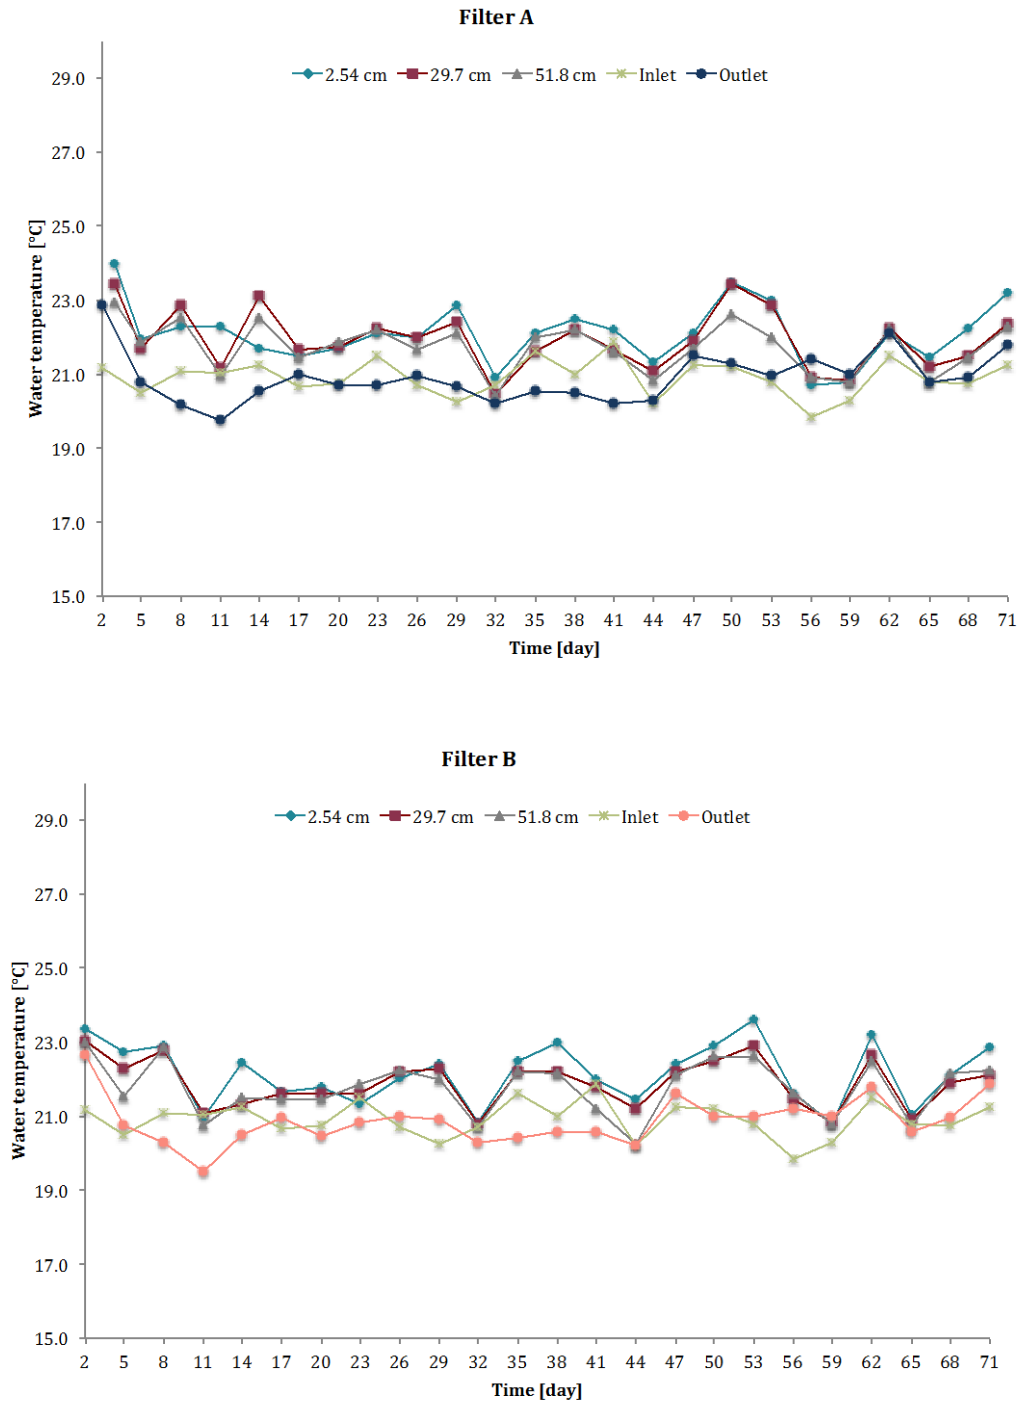 Filter A
2.54 cm 29.7 cm 51.8 cm Inlet Outlet
Water temperature [°C]
29.0
27.0
25.0
23.0
21.0
19.0
17.0
15.0
2 5 8 11 14 17 20 23 26 29 32 35 38 41 44 47 50 53 56 59 62 65 68 71
Time [day]
Filter B
2.54 cm 29.7 cm 51.8 cm Inlet Outlet
Water temperature [°C]
29.0
27.0
25.0
23.0
21.0
19.0
17.0
15.0
2 5 8 11 14 17 20 23 26 29 32 35 38 41 44 47 50 53 56 59 62 65 68 71
Time [day]